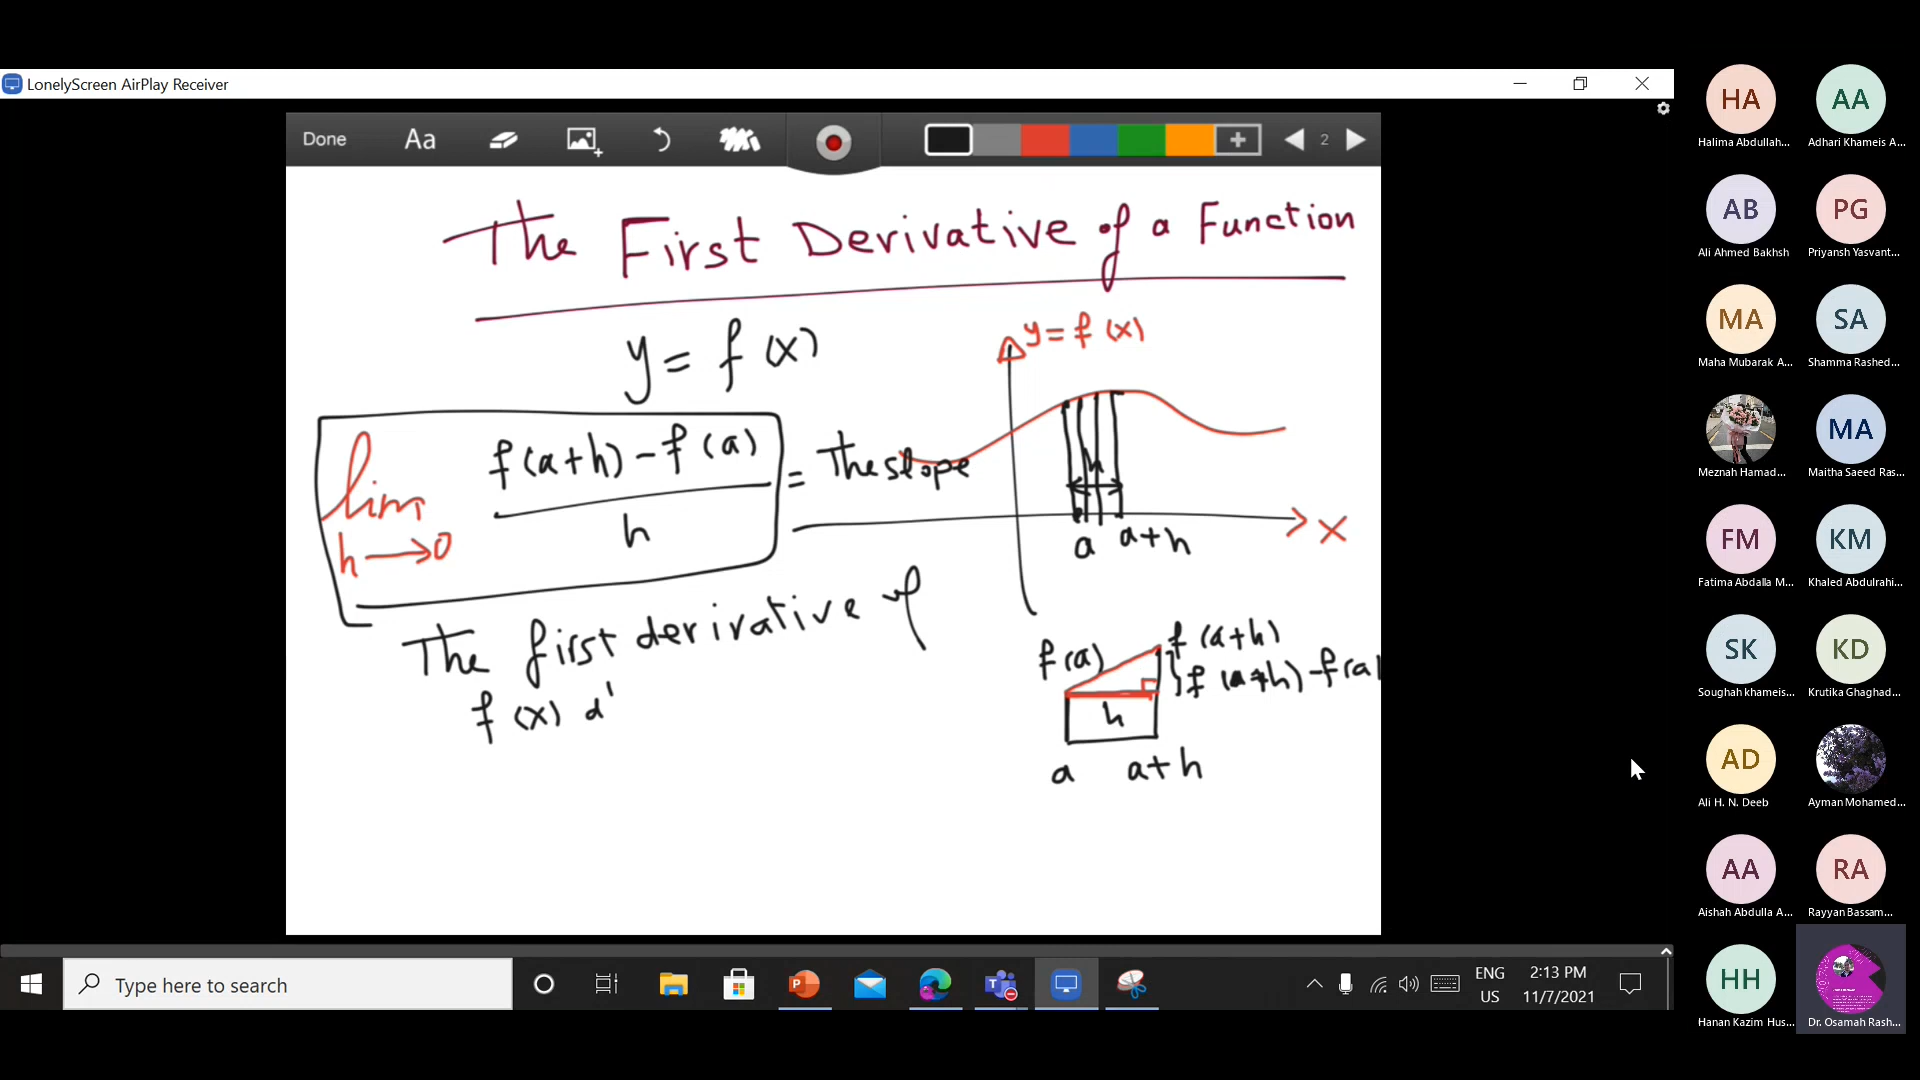 LonelyScreen AirPlay Receiver
Done Aa 2
The First Derivative of a Function
y = f (x)
y = f (x)
lim h→0 f(a+h) - f(a) / h = The slope
h
a a+h
x
The first derivative of
f (x) a'
f(a) f(a+h)
f(a+h) - f(a)
h
a a+h
HA AA
Halima Abdullah... Adhari Khameis A...
AB PG
Ali Ahmed Bakhsh Priyansh Yasvant...
MA SA
Maha Mubarak A... Shamma Rashed...
MA
Meznah Hamad... Maitha Saeed Ras...
FM KM
Fatima Abdalla M... Khaled Abdulrahi...
SK KD
Soughah khameis... Krutika Ghaghad...
AD
Ali H. N. Deeb Ayman Mohamed...
AA RA
Aishah Abdulla A... Rayyan Bassam...
HH
Hanan Kazim Hus... Dr. Osamah Rash...
Type here to search
ENG 2:13 PM
US 11/7/2021